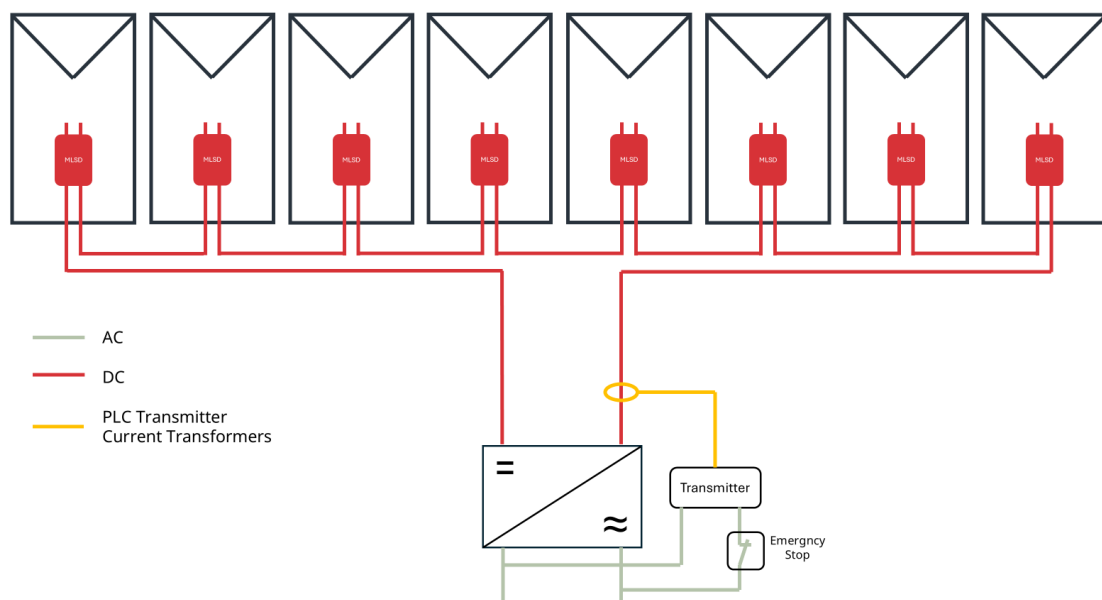 MLSD
MLSD
MLSD
MLSD
MLSD
MLSD
MLSD
MLSD
AC
DC
PLC Transmitter
Current Transformers
=
≈
Transmitter
Emergncy
Stop